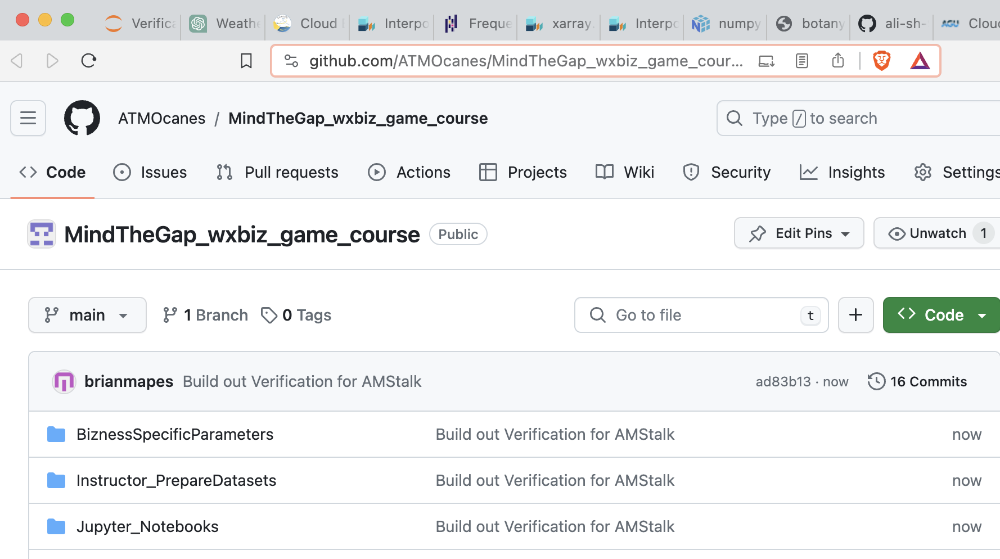 Verifica Weathe Cloud Interpo Freque xarray. Interpo numpy botany ali-sh- AGU Cloud
github.com/ATMOcanes/MindTheGap_wxbiz_game_cour...
ATMOcanes / MindTheGap_wxbiz_game_course
Type / to search
Code Issues Pull requests Actions Projects Wiki Security Insights Settings
MindTheGap_wxbiz_game_course Public
Edit Pins Unwatch 1
main 1 Branch 0 Tags
Go to file t + Code
brianmapes Build out Verification for AMStalk ad83b13 · now 16 Commits
BiznessSpecificParameters Build out Verification for AMStalk now
Instructor_PrepareDatasets Build out Verification for AMStalk now
Jupyter_Notebooks Build out Verification for AMStalk now